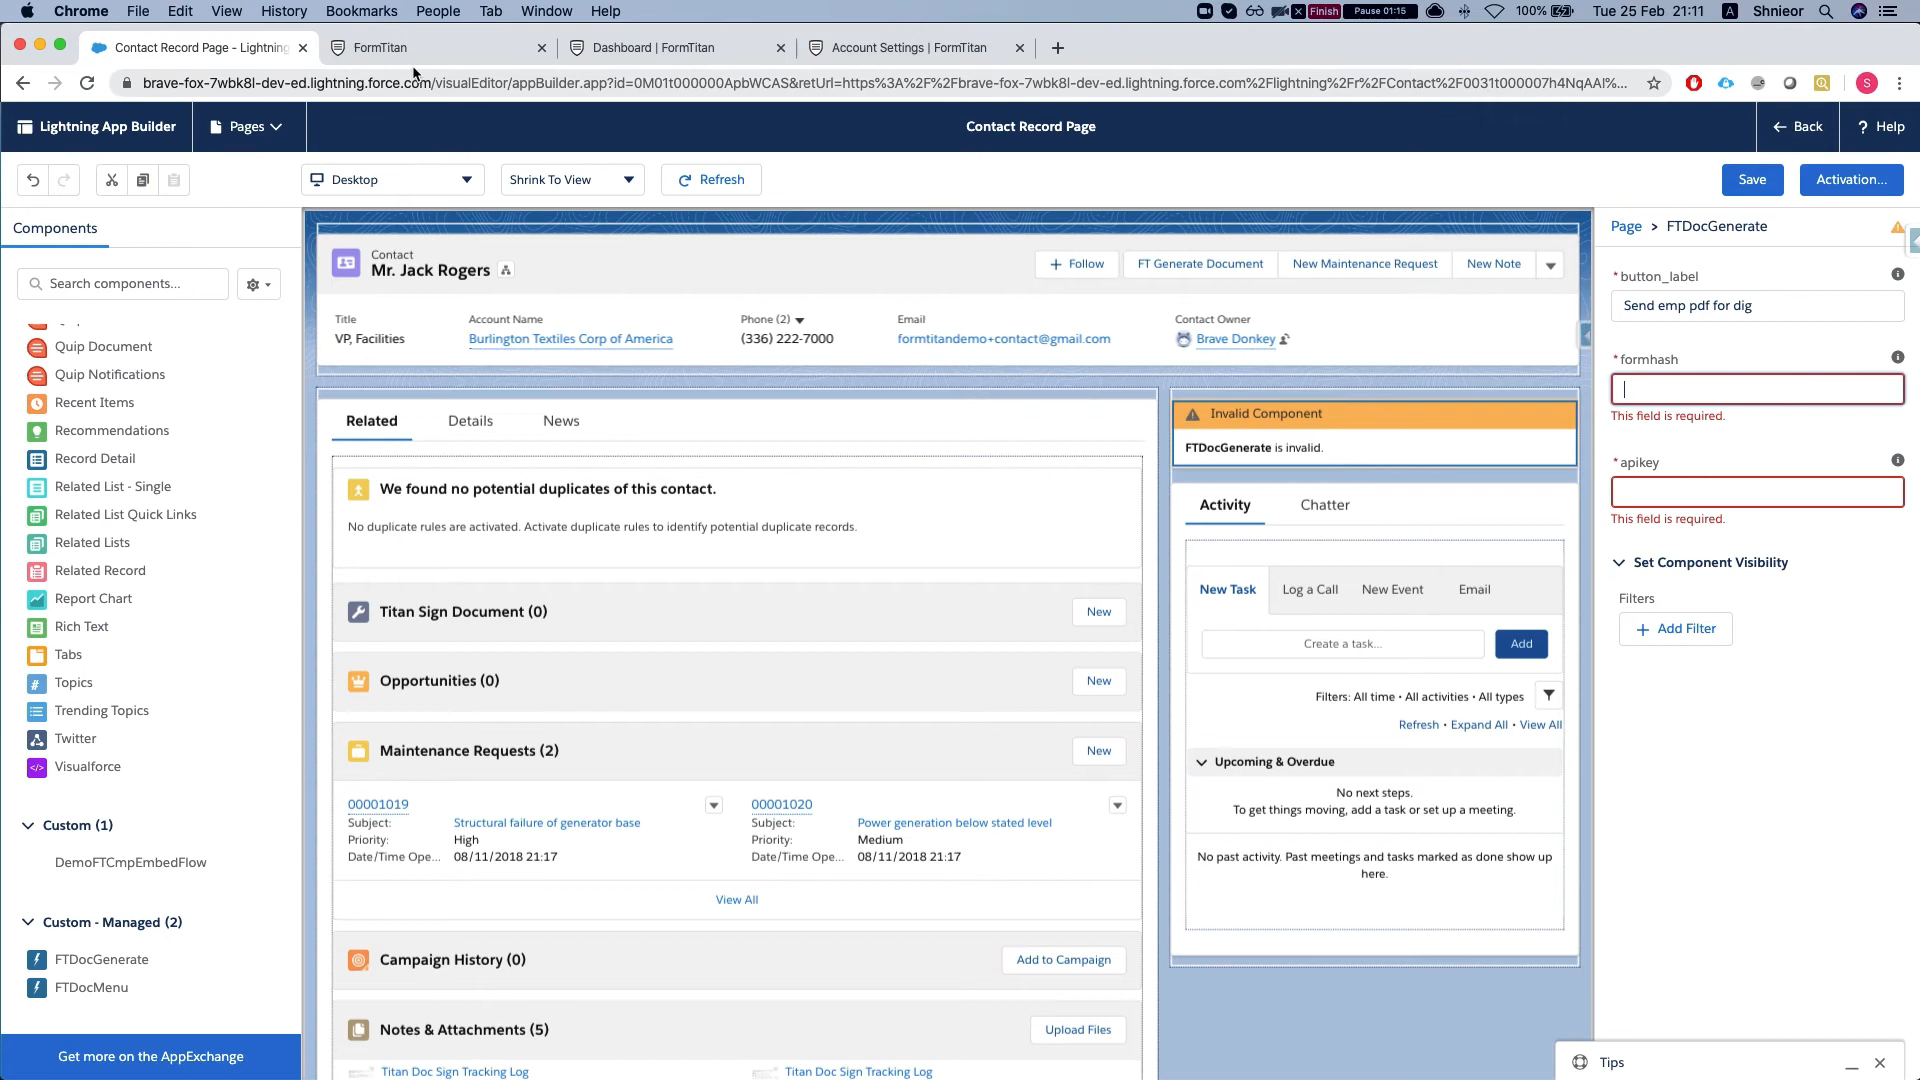 Chrome File Edit View History Bookmarks People Tab Window Help
Finish Pause 01:15 100% Tue 25 Feb 21:11 A Shnieor
Contact Record Page - Lightning FormTitan Dashboard | FormTitan Account Settings | FormTitan
brave-fox-7wbk8l-dev-ed.lightning.force.com/visualEditor/appBuilder.app?id=0M01t000000ApbWCAS&retUrl=https%3A%2F%2Fbrave-fox-7wbk8l-dev-ed.lightning.force.com%2Flightning%2Fr%2FContact%2F0031t000007h4NqAAI%... S
Lightning App Builder Pages Contact Record Page Back ? Help
Desktop Shrink To View Refresh Save Activation...
Components
Search components...
Quip Document
Quip Notifications
Recent Items
Recommendations
Record Detail
Related List - Single
Related List Quick Links
Related Lists
Related Record
Report Chart
Rich Text
Tabs
# Topics
Trending Topics
Twitter
</> Visualforce
Custom (1)
DemoFTCmpEmbedFlow
Custom - Managed (2)
FTDocGenerate
FTDocMenu
Get more on the AppExchange
Contact
Mr. Jack Rogers
+ Follow FT Generate Document New Maintenance Request New Note
Title Account Name Phone (2) Email Contact Owner
VP, Facilities Burlington Textiles Corp of America (336) 222-7000 formtitandemo+contact@gmail.com Brave Donkey
Related Details News
We found no potential duplicates of this contact.
No duplicate rules are activated. Activate duplicate rules to identify potential duplicate records.
Titan Sign Document (0) New
Opportunities (0) New
Maintenance Requests (2) New
00001019 00001020
Subject: Structural failure of generator base Subject: Power generation below stated level
Priority: High Priority: Medium
Date/Time Ope... 08/11/2018 21:17 Date/Time Ope... 08/11/2018 21:17
View All
Campaign History (0) Add to Campaign
Notes & Attachments (5) Upload Files
Titan Doc Sign Tracking Log Titan Doc Sign Tracking Log
Invalid Component
FTDocGenerate is invalid.
Activity Chatter
New Task Log a Call New Event Email
Create a task... Add
Filters: All time • All activities • All types
Refresh • Expand All • View All
Upcoming & Overdue
No next steps.
To get things moving, add a task or set up a meeting.
No past activity. Past meetings and tasks marked as done show up
here.
Page > FTDocGenerate
* button_label
Send emp pdf for dig
* formhash
This field is required.
* apikey
This field is required.
Set Component Visibility
Filters
+ Add Filter
Tips